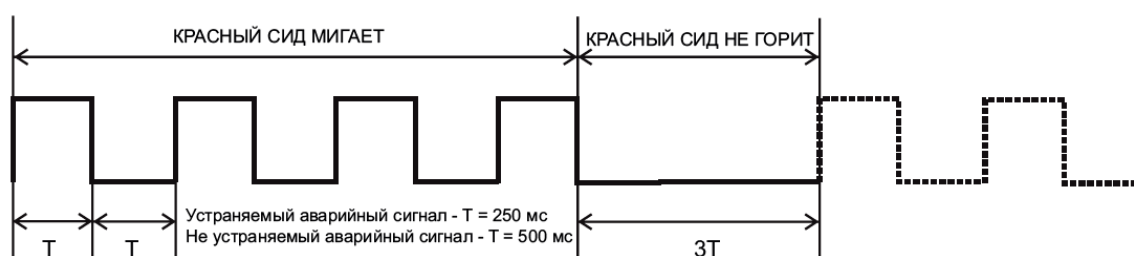 КРАСНЫЙ СИД МИГАЕТ
КРАСНЫЙ СИД НЕ ГОРИТ
Устраняемый аварийный сигнал - T = 250 мс
Не устраняемый аварийный сигнал - T = 500 мс
T
T
3T